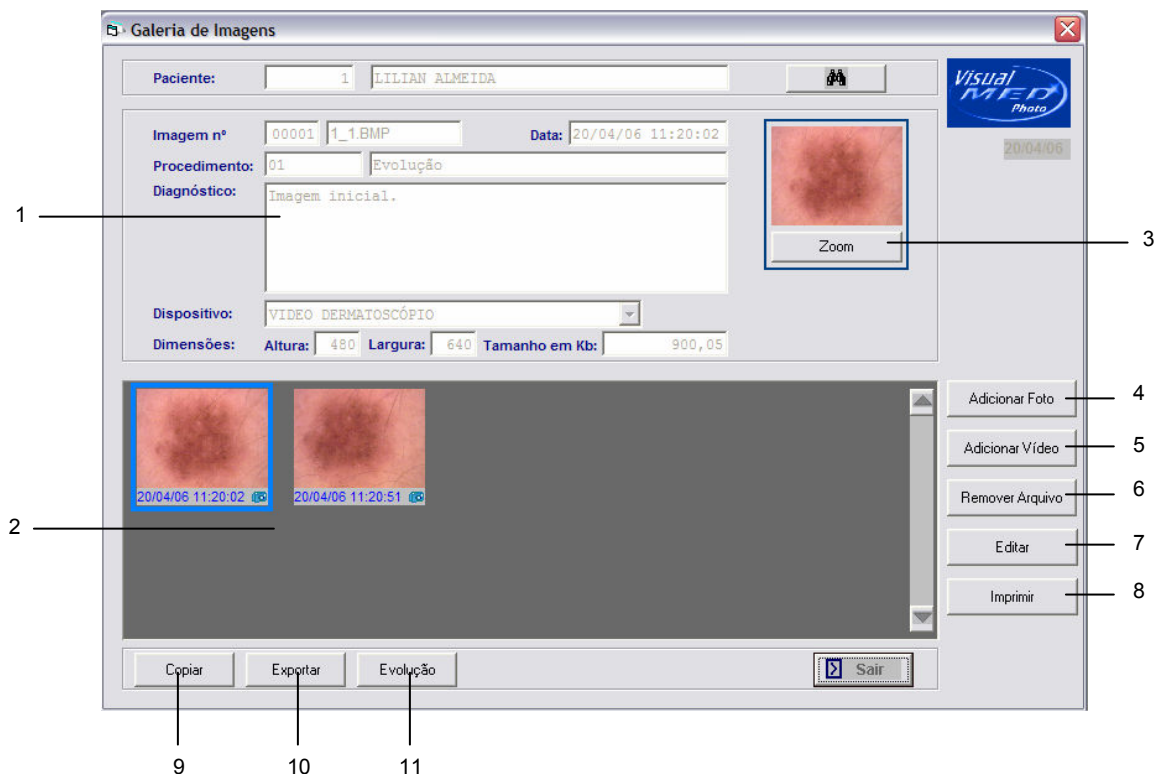 Galeria de Imagens
Paciente: 1 LILIAN ALMEIDA
Visual
MED
Photo
20/04/06
Imagem nº 00001 1_1.BMP Data: 20/04/06 11:20:02
Procedimento: 01 Evolução
Diagnóstico: Imagem inicial.
1
Zoom
3
Dispositivo: VIDEO DERMATOSCÓPIO
Dimensões: Altura: 480 Largura: 640 Tamanho em Kb: 900,05
Adicionar Foto 4
Adicionar Vídeo 5
20/04/06 11:20:02 20/04/06 11:20:51
Remover Arquivo 6
2
Editar 7
Imprimir 8
Copiar Exportar Evolução Sair
9 10 11